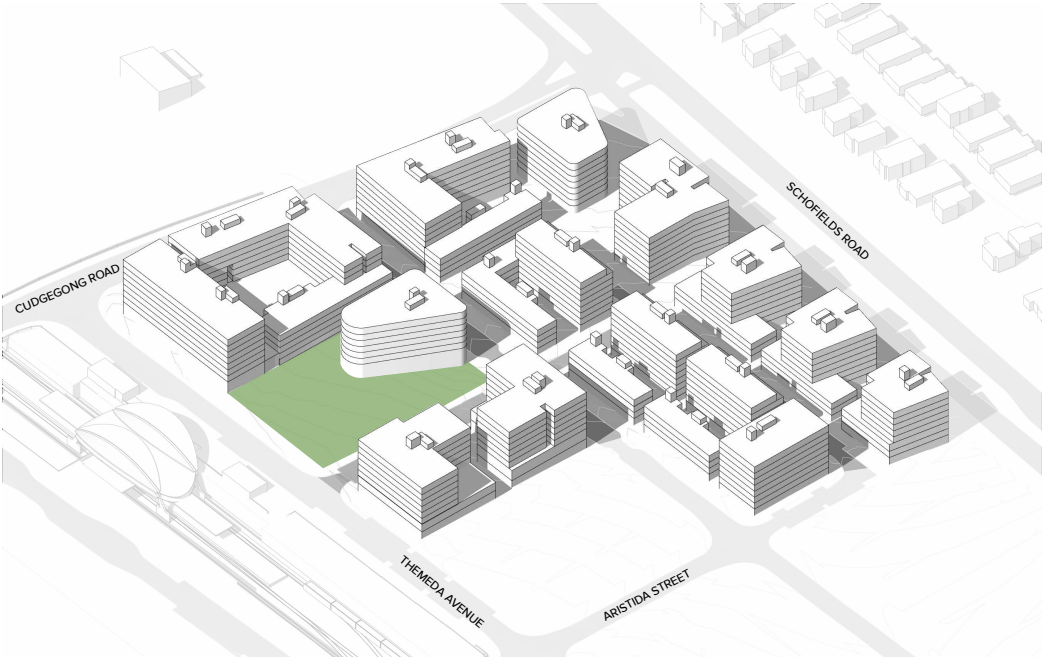 SCHOFIELDS ROAD
CUDGEGONG ROAD
THEMEDA AVENUE
ARISTIDA STREET